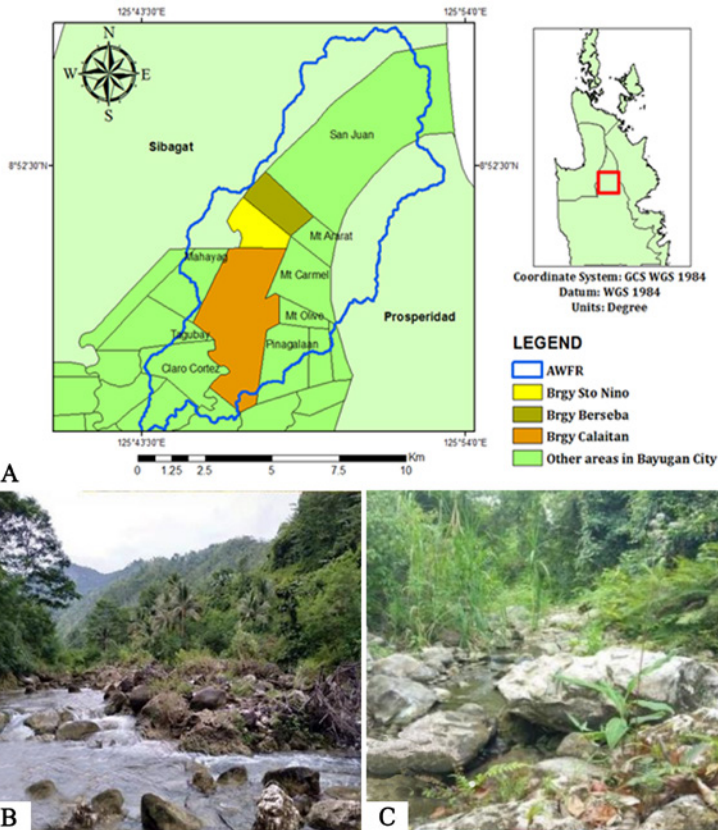 125°43'30"E
125°54'0"E
N
W
E
S
Sibagat
San Juan
8°52'30"N
8°52'30"N
Mt Ararat
Mahayag
Mt Carmel
Mt Olive
Prosperidad
Tagubay
Pinagalaan
Claro Cortez
125°43'30"E
125°54'0"E
Coordinate System: GCS WGS 1984
Datum: WGS 1984
Units: Degree
LEGEND
AWFR
Brgy Sto Nino
Brgy Berseba
Brgy Calaitan
Other areas in Bayugan City
Km
0 1.25 2.5 5 7.5 10
A
B
C